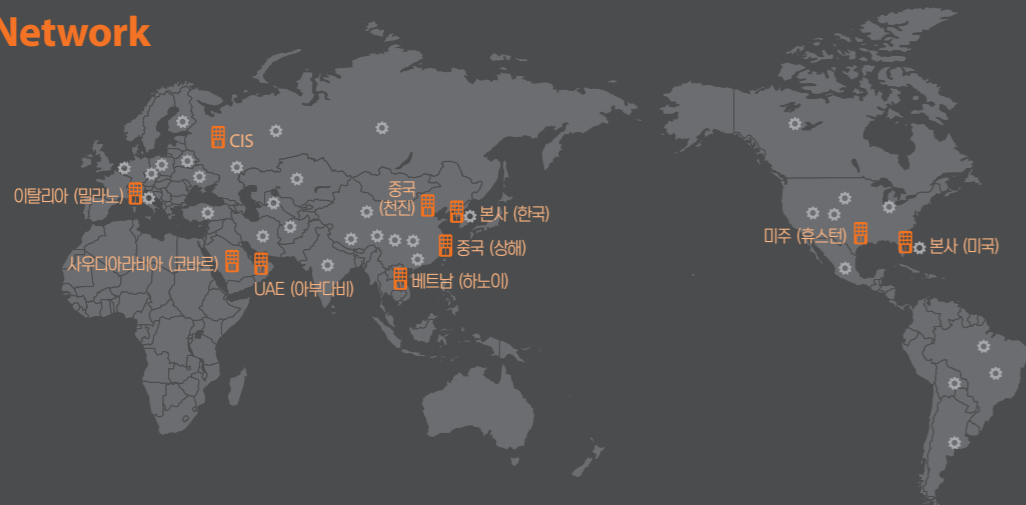 Network
CIS
이탈리아 (밀라노)
중국
(천진)
본사 (한국)
중국 (상해)
사우디아라비아 (코바르)
UAE (아부다비)
베트남 (하노이)
미주 (휴스턴)
본사 (미국)